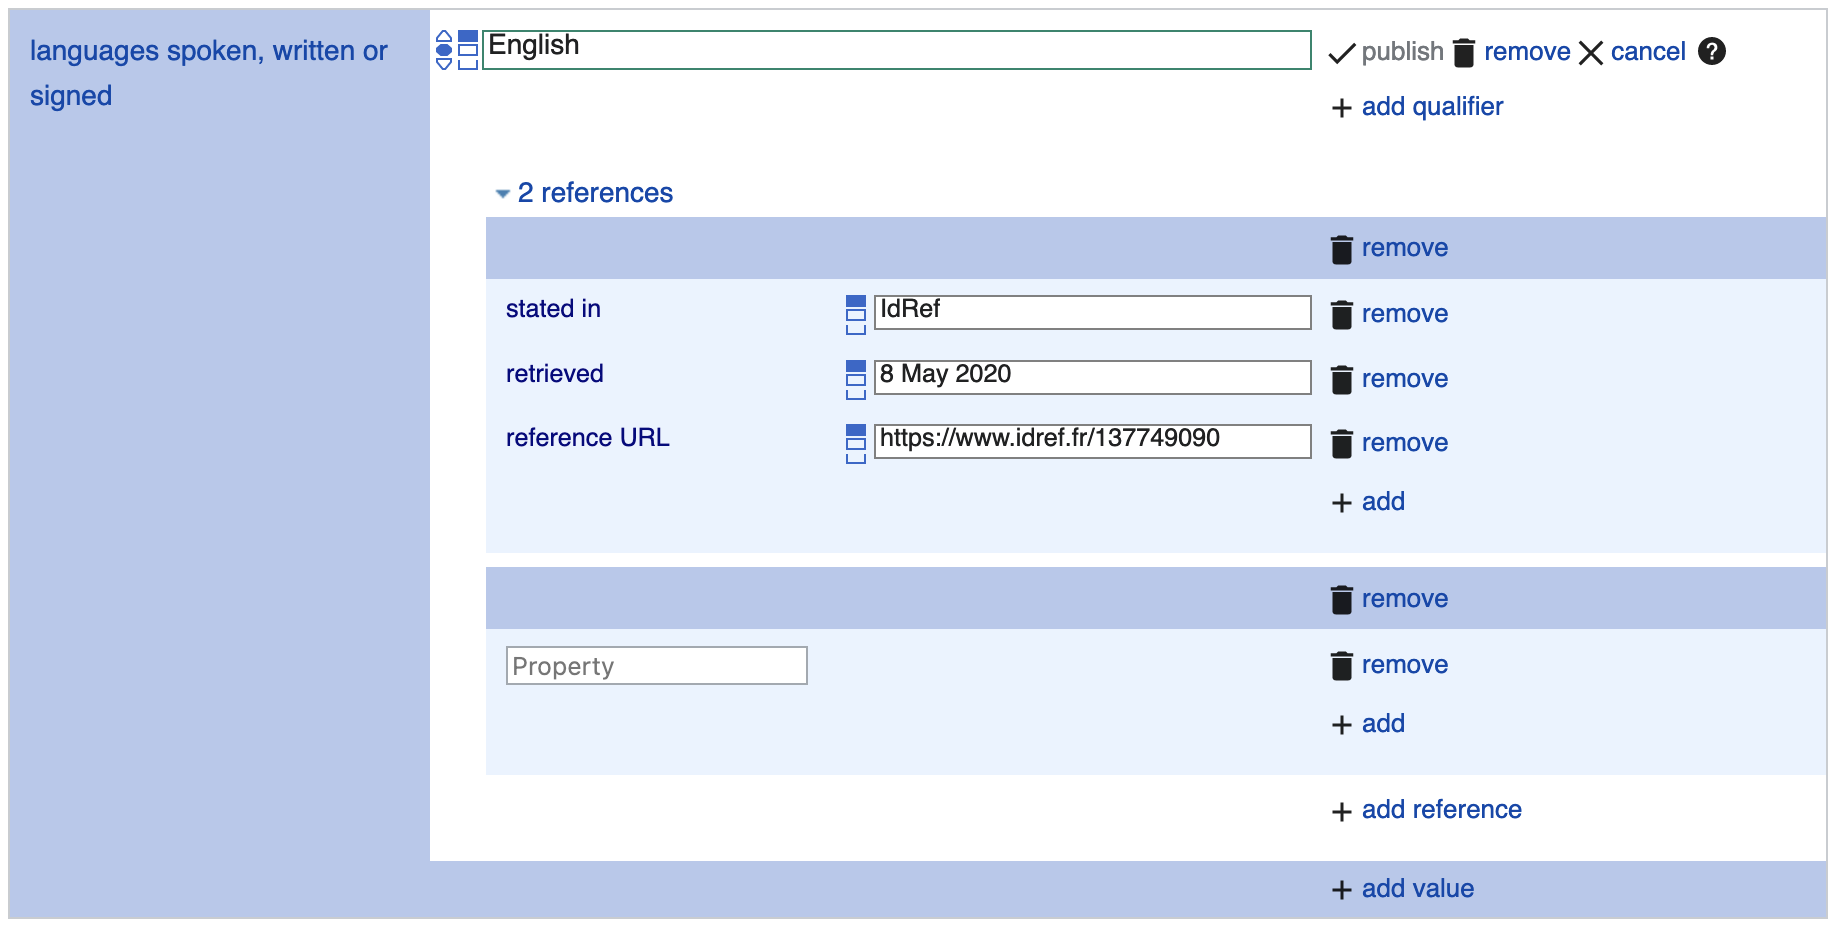 languages spoken, written or
signed
English
publish remove cancel ?
+ add qualifier
2 references
remove
stated in IdRef remove
retrieved 8 May 2020 remove
reference URL https://www.idref.fr/137749090 remove
+ add
remove
Property remove
+ add
+ add reference
+ add value